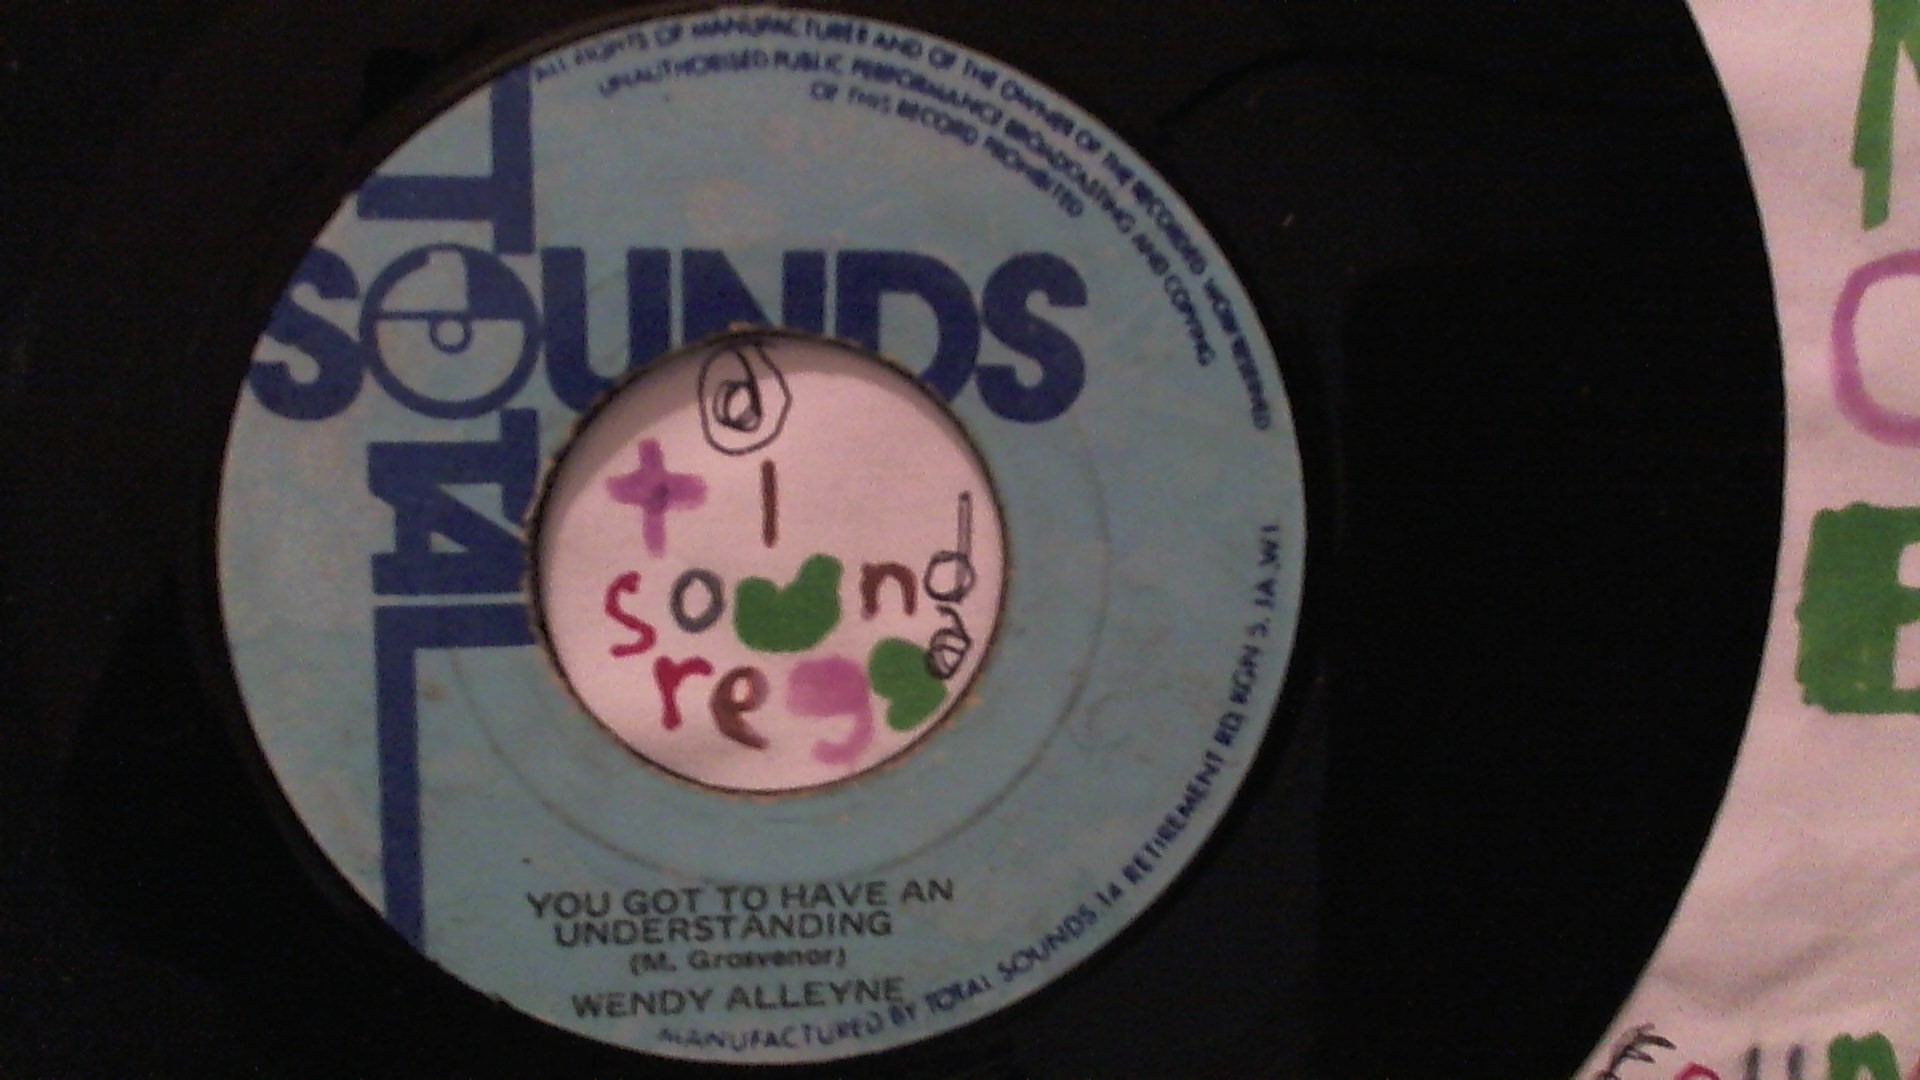 ALL RIGHTS OF MANUFACTURER AND OF THE OWNER OF THE RECORDED WORK RESERVED
UNAUTHORISED PUBLIC PERFORMANCE BROADCASTING AND COPYING
OF THIS RECORD PROHIBITED
TOTAL
SOUNDS
d
t l
sound
reg
YOU GOT TO HAVE AN
UNDERSTANDING
(M. Grosvenor)
WENDY ALLEYNE
MANUFACTURED BY TOTAL SOUNDS. 14 RETIREMENT RD. KGN 5. JA. W.I.